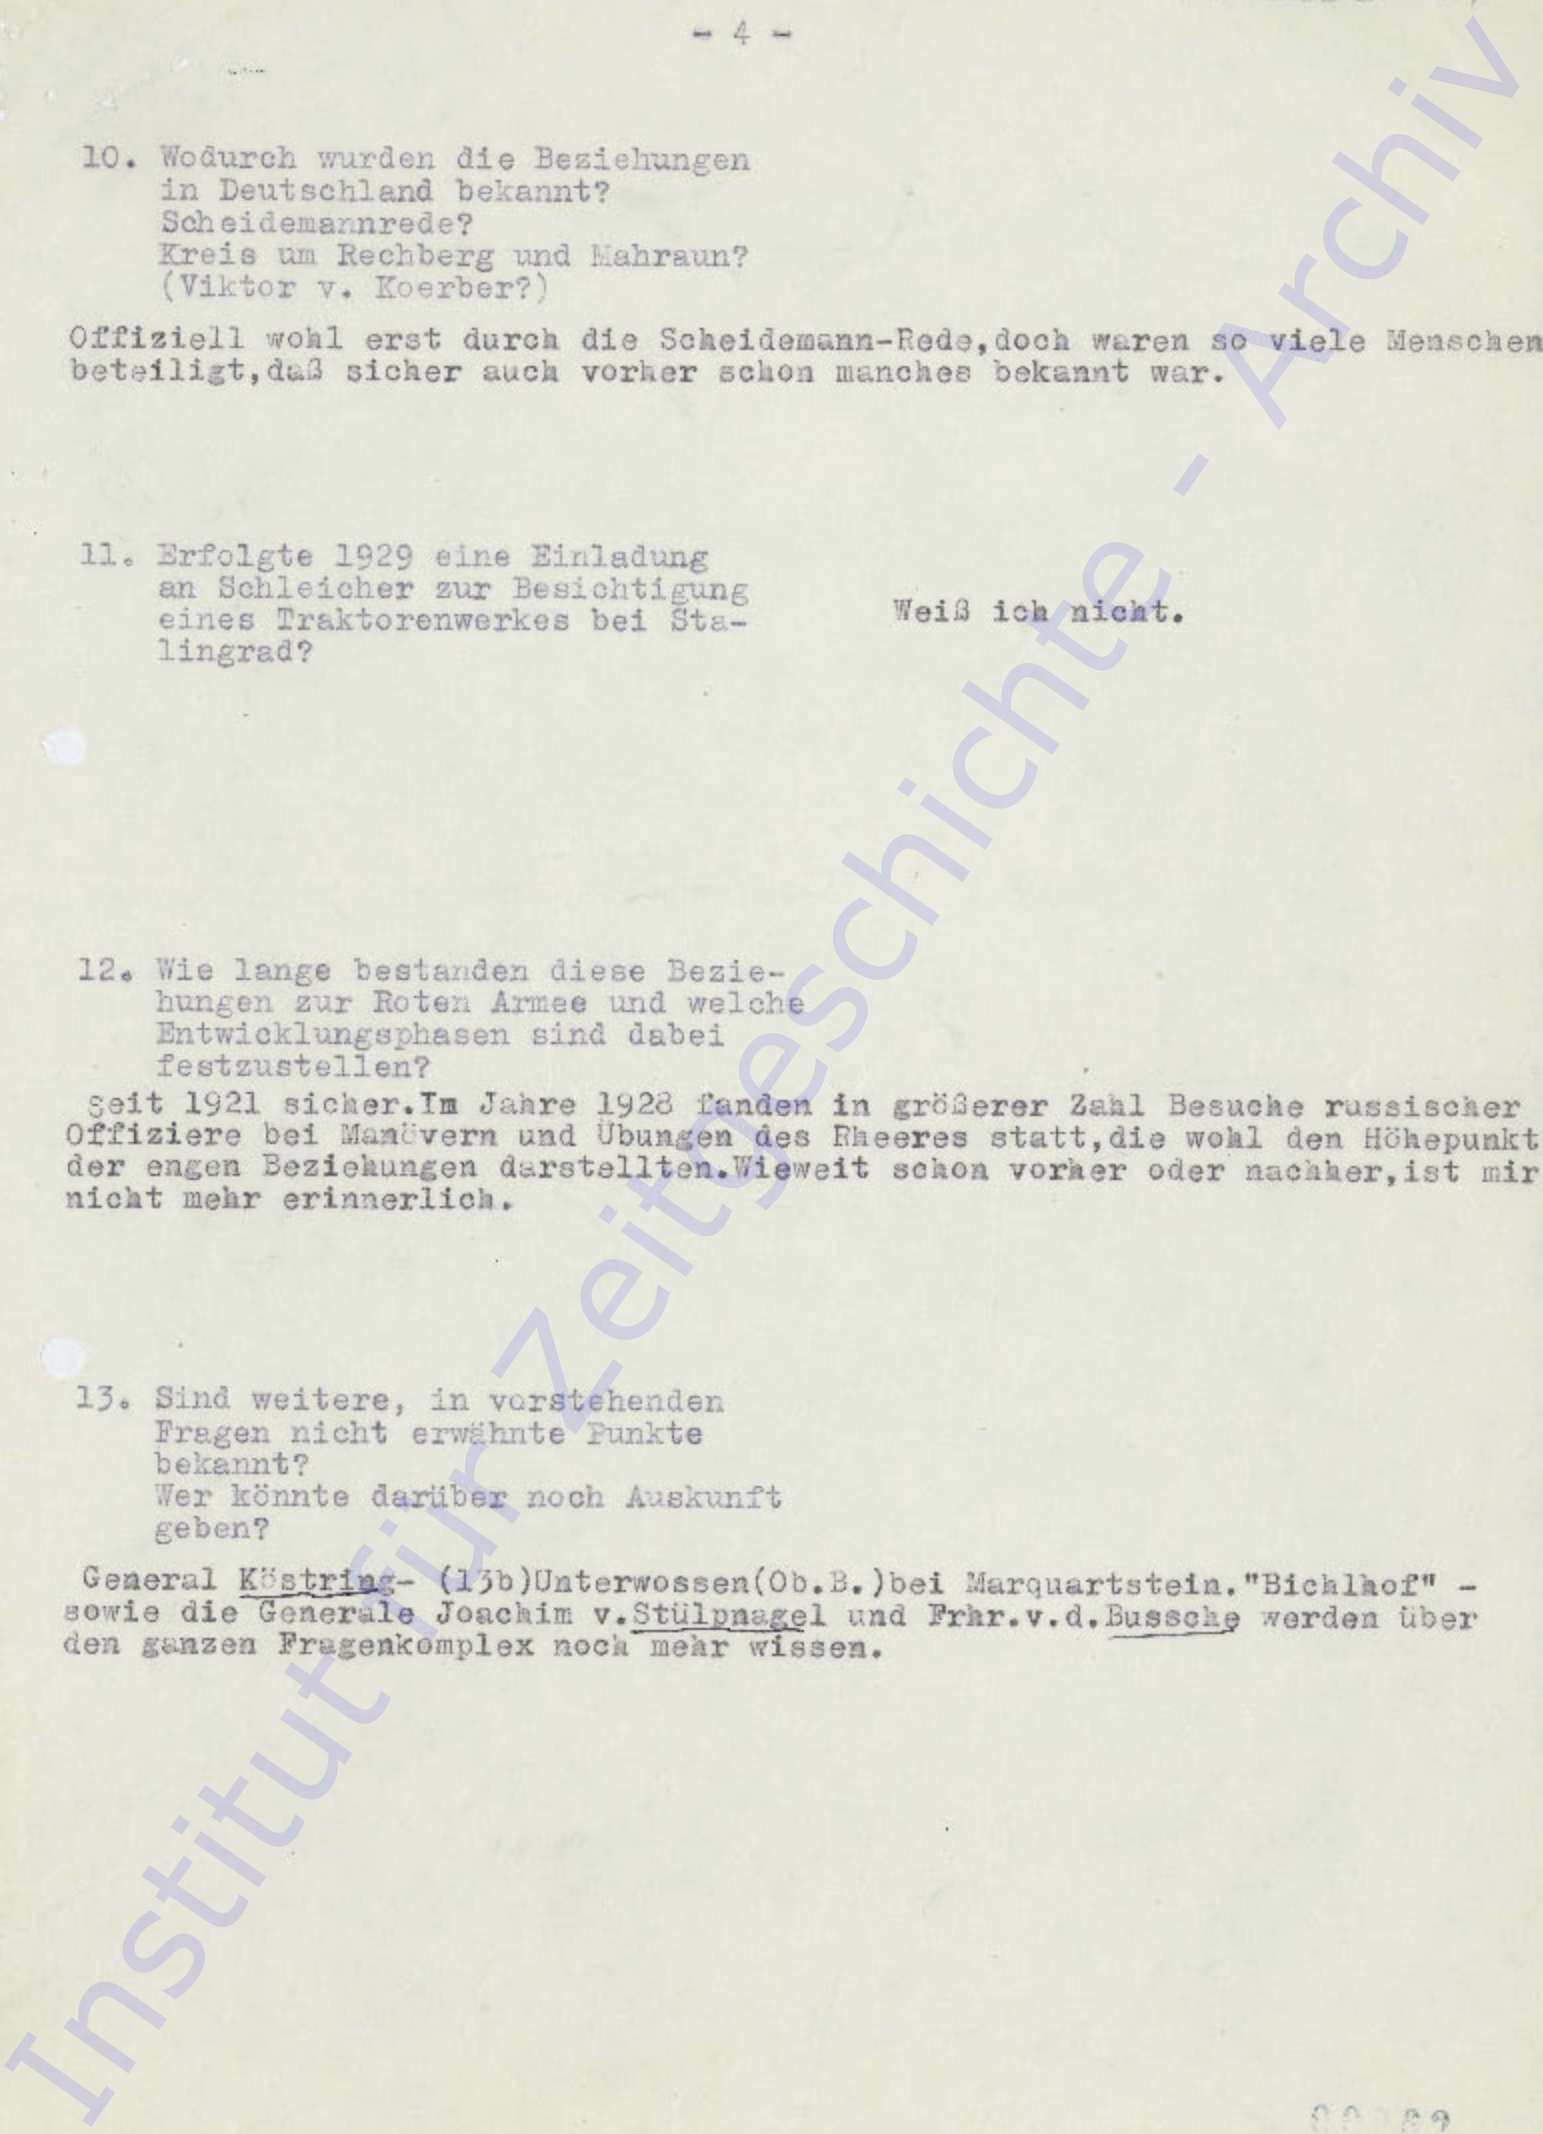 - 4 -
10. Wodurch wurden die Beziehungen
in Deutschland bekannt?
Scheidemannrede?
Kreis um Rechberg und Mahraun?
(Viktor v. Koerber?)
Offiziell wohl erst durch die Scheidemann-Rede,doch waren so viele Menschen
beteiligt,daß sicher auch vorher schon manches bekannt war.
11. Erfolgte 1929 eine Einladung
an Schleicher zur Besichtigung
eines Traktorenwerkes bei Sta-
lingrad?
Weiß ich nicht.
12. Wie lange bestanden diese Bezie-
hungen zur Roten Armee und welche
Entwicklungsphasen sind dabei
festzustellen?
Seit 1921 sicher.Im Jahre 1928 fanden in größerer Zahl Besuche russischer
Offiziere bei Manövern und Übungen des Rheeres statt,die wohl den Höhepunkt
der engen Beziehungen darstellten.Wieweit schon vorher oder nachher,ist mir
nicht mehr erinnerlich.
13. Sind weitere, in vorstehenden
Fragen nicht erwähnte Punkte
bekannt?
Wer könnte darüber noch Auskunft
geben?
General Köstring- (13b)Unterwossen(Ob.B.)bei Marquartstein."Bichlhof" -
sowie die Generale Joachim v.Stülpnagel und Frhr.v.d.Bussche werden über
den ganzen Fragenkomplex noch mehr wissen.
Institut für Zeitgeschichte - Archiv